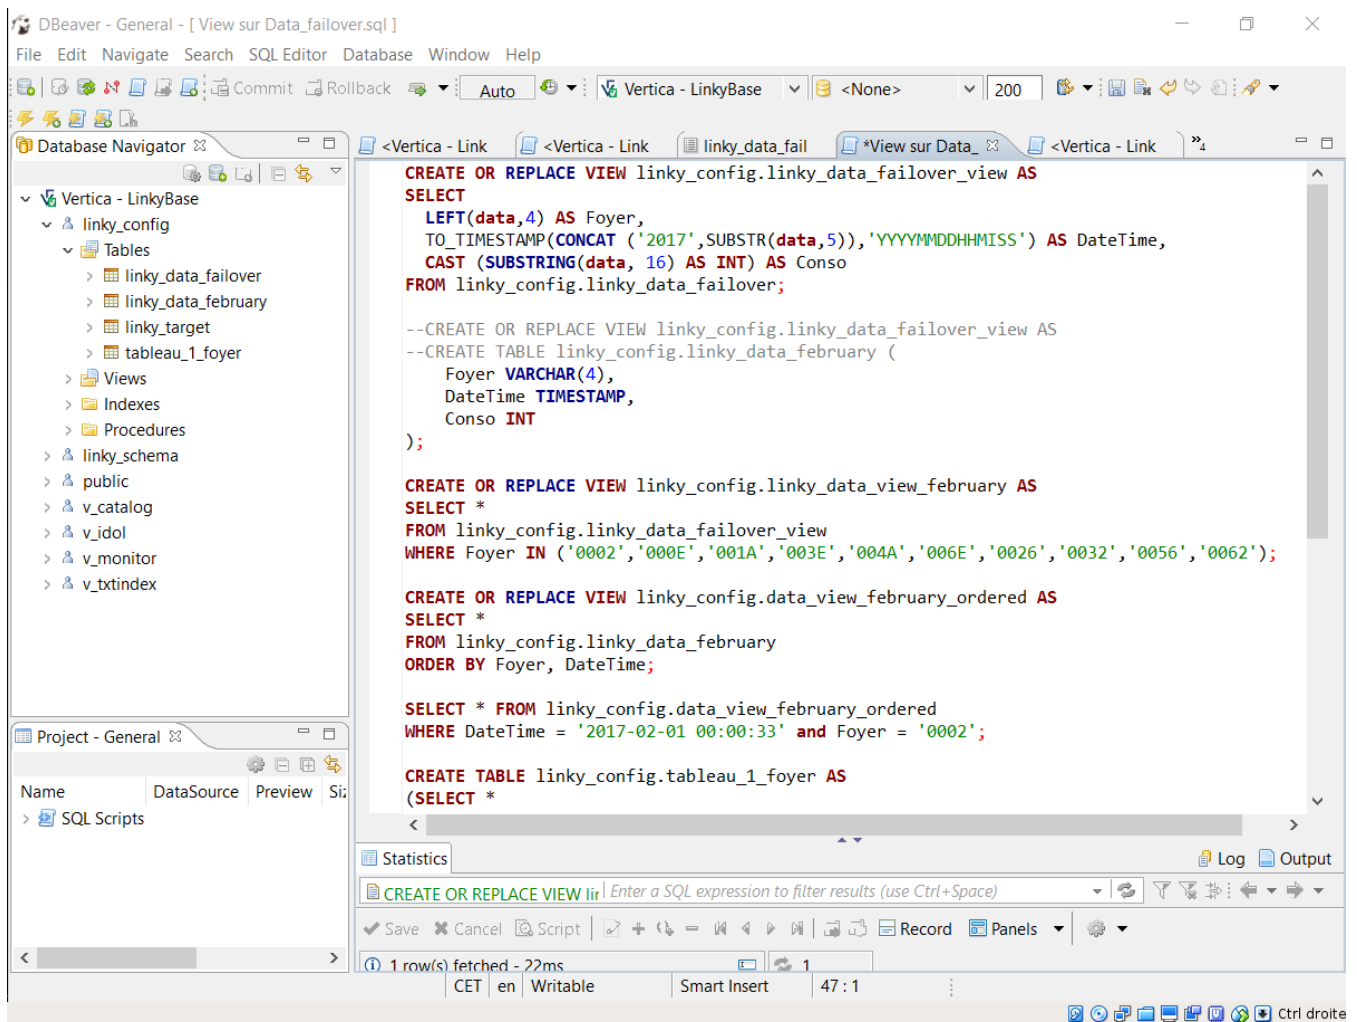 DBeaver - General - [ View sur Data_failover.sql ]
File Edit Navigate Search SQL Editor Database Window Help
Commit Rollback Auto Vertica - LinkyBase <None> 200
Database Navigator
<Vertica - Link <Vertica - Link linky_data_fail *View sur Data_ <Vertica - Link »4
Vertica - LinkyBase
linky_config
Tables
linky_data_failover
linky_data_february
linky_target
tableau_1_foyer
Views
Indexes
Procedures
linky_schema
public
v_catalog
v_idol
v_monitor
v_txtindex
CREATE OR REPLACE VIEW linky_config.linky_data_failover_view AS
SELECT
LEFT(data,4) AS Foyer,
TO_TIMESTAMP(CONCAT ('2017',SUBSTR(data,5)),'YYYYMMDDHHMISS') AS DateTime,
CAST (SUBSTRING(data, 16) AS INT) AS Conso
FROM linky_config.linky_data_failover;
--CREATE OR REPLACE VIEW linky_config.linky_data_failover_view AS
--CREATE TABLE linky_config.linky_data_february (
Foyer VARCHAR(4),
DateTime TIMESTAMP,
Conso INT
);
CREATE OR REPLACE VIEW linky_config.linky_data_view_february AS
SELECT *
FROM linky_config.linky_data_failover_view
WHERE Foyer IN ('0002','000E','001A','003E','004A','006E','0026','0032','0056','0062');
CREATE OR REPLACE VIEW linky_config.data_view_february_ordered AS
SELECT *
FROM linky_config.linky_data_february
ORDER BY Foyer, DateTime;
SELECT * FROM linky_config.data_view_february_ordered
WHERE DateTime = '2017-02-01 00:00:33' and Foyer = '0002';
CREATE TABLE linky_config.tableau_1_foyer AS
(SELECT *
Project - General
Name DataSource Preview Siz
SQL Scripts
Statistics Log Output
CREATE OR REPLACE VIEW lir Enter a SQL expression to filter results (use Ctrl+Space)
Save Cancel Script Record Panels
1 row(s) fetched - 22ms 1
CET en Writable Smart Insert 47 : 1
Ctrl droite